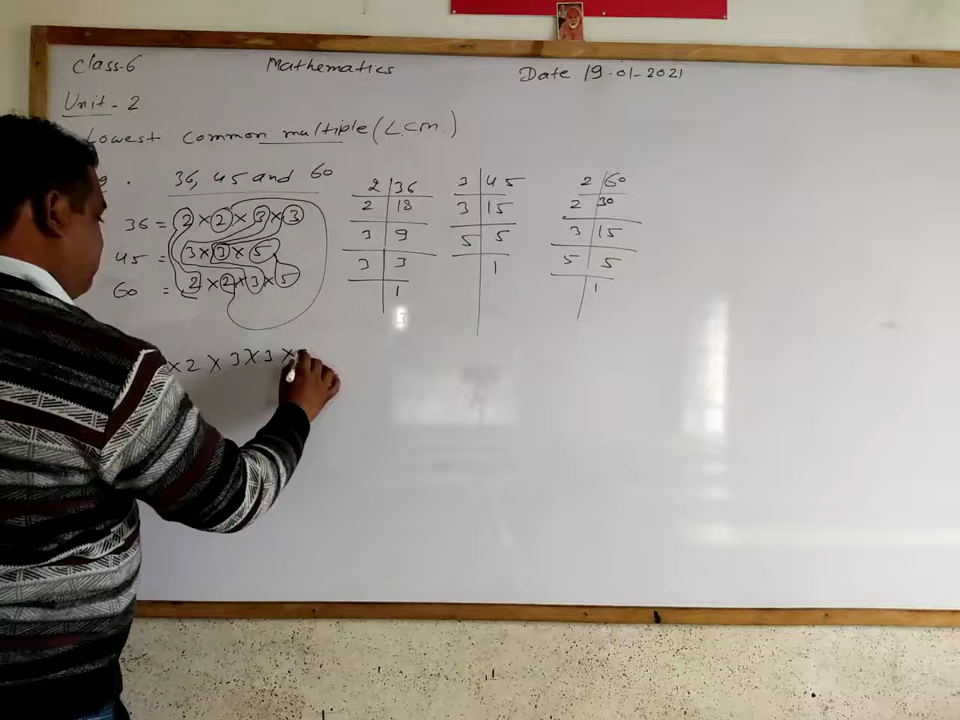 Class-6 Mathematics Date 19-01-2021
Unit-2
Lowest Common multiple (L.C.M.)
36, 45 and 60
36 = 2 × 2 × 3 × 3
45 = 3 × 3 × 5
60 = 2 × 2 × 3 × 5
× 2 × 3 × 3 ×
2 36
2 18
3 9
3 3
1
3 45
3 15
5 5
1
2 60
2 30
3 15
5 5
1